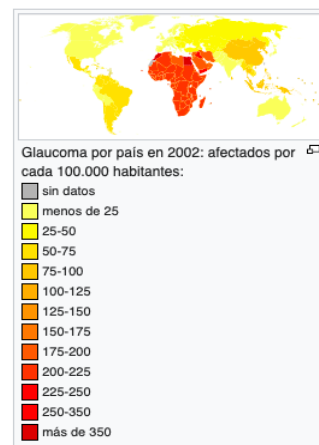 Glaucoma por país en 2002: afectados por
cada 100.000 habitantes:
sin datos
menos de 25
25-50
50-75
75-100
100-125
125-150
150-175
175-200
200-225
225-250
250-350
más de 350